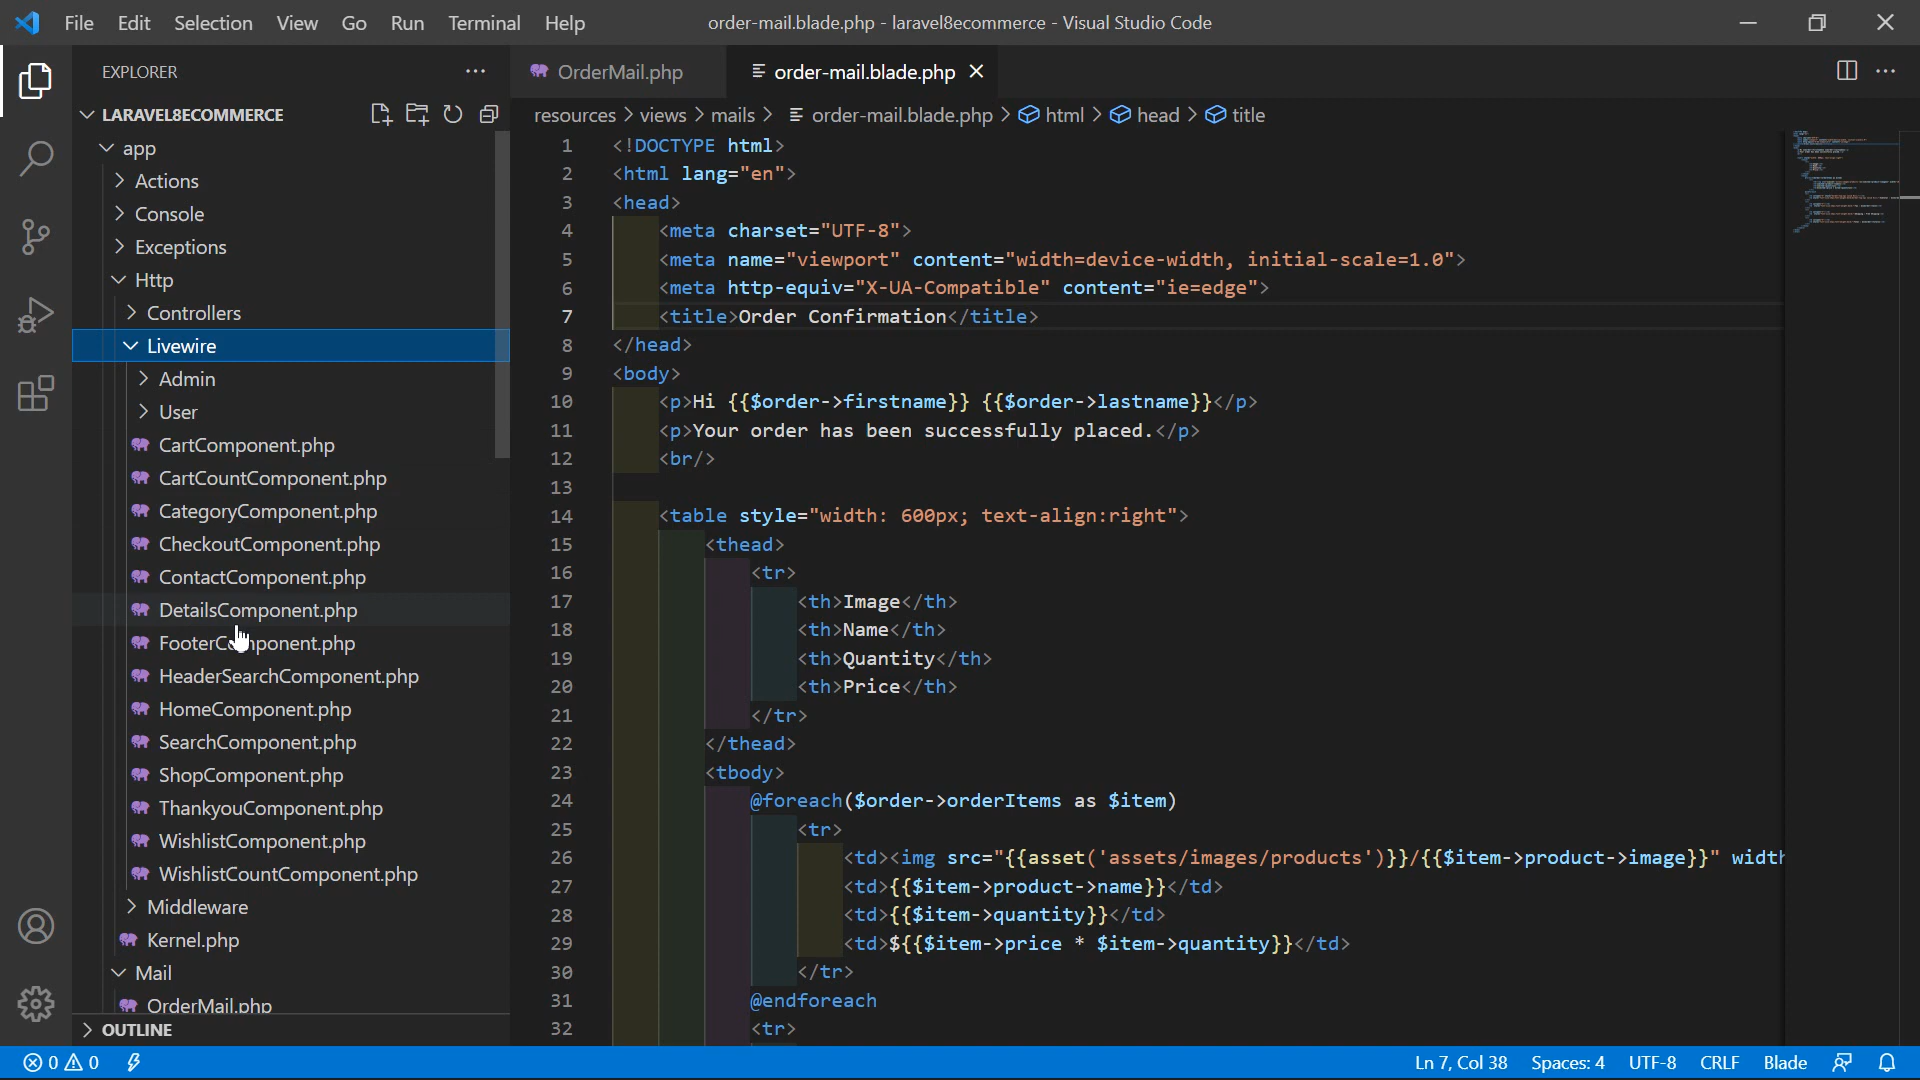 File Edit Selection View Go Run Terminal Help order-mail.blade.php - laravel8ecommerce - Visual Studio Code
EXPLORER
LARAVEL8ECOMMERCE
app
Actions
Console
Exceptions
Http
Controllers
Livewire
Admin
User
CartComponent.php
CartCountComponent.php
CategoryComponent.php
CheckoutComponent.php
ContactComponent.php
DetailsComponent.php
FooterComponent.php
HeaderSearchComponent.php
HomeComponent.php
SearchComponent.php
ShopComponent.php
ThankyouComponent.php
WishlistComponent.php
WishlistCountComponent.php
Middleware
Kernel.php
Mail
OrderMail.php
OUTLINE
OrderMail.php order-mail.blade.php
resources > views > mails > order-mail.blade.php > html > head > title
1 <!DOCTYPE html>
2 <html lang="en">
3 <head>
4 <meta charset="UTF-8">
5 <meta name="viewport" content="width=device-width, initial-scale=1.0">
6 <meta http-equiv="X-UA-Compatible" content="ie=edge">
7 <title>Order Confirmation</title>
8 </head>
9 <body>
10 <p>Hi {{$order->firstname}} {{$order->lastname}}</p>
11 <p>Your order has been successfully placed.</p>
12 <br/>
13
14 <table style="width: 600px; text-align:right">
15 <thead>
16 <tr>
17 <th>Image</th>
18 <th>Name</th>
19 <th>Quantity</th>
20 <th>Price</th>
21 </tr>
22 </thead>
23 <tbody>
24 @foreach($order->orderItems as $item)
25 <tr>
26 <td><img src="{{asset('assets/images/products')}}/{{$item->product->image}}" width
27 <td>{{$item->product->name}}</td>
28 <td>{{$item->quantity}}</td>
29 <td>${{$item->price * $item->quantity}}</td>
30 </tr>
31 @endforeach
32 <tr>
0 0 Ln 7, Col 38 Spaces: 4 UTF-8 CRLF Blade